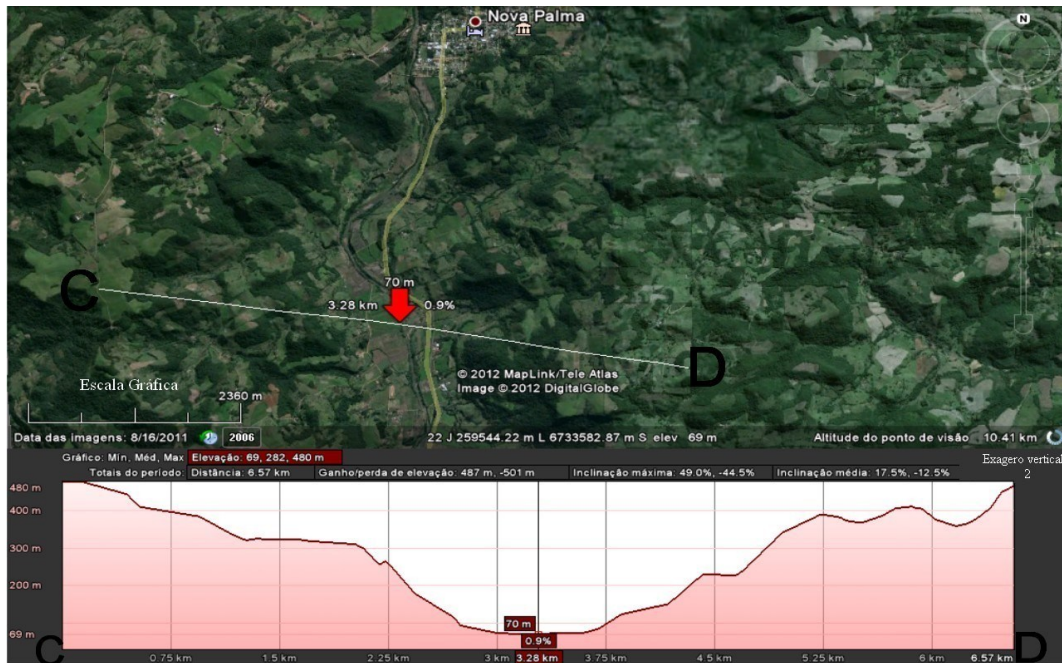 Nova Palma
N
70 m
C 3.28 km 0.9%
D
© 2012 MapLink/Tele Atlas
Image © 2012 DigitalGlobe
Escala Gráfica
2360 m
Data das imagens: 8/16/2011 2006 22 J 259544.22 m L 6733582.87 m S elev 69 m Altitude do ponto de visão 10.41 km
Gráfico: Mín, Méd, Max Elevação: 69, 282, 480 m Exagero vertical
Totais do período: Distância: 6.57 km Ganho/perda de elevação: 487 m, -501 m Inclinação máxima: 49.0%, -44.5% Inclinação média: 17.5%, -12.5% 2
480 m
400 m
300 m
200 m
70 m
69 m
0.9%
C 0.75 km 1.5 km 2.25 km 3 km 3.28 km 3.75 km 4.5 km 5.25 km 6 km 6.57 km D